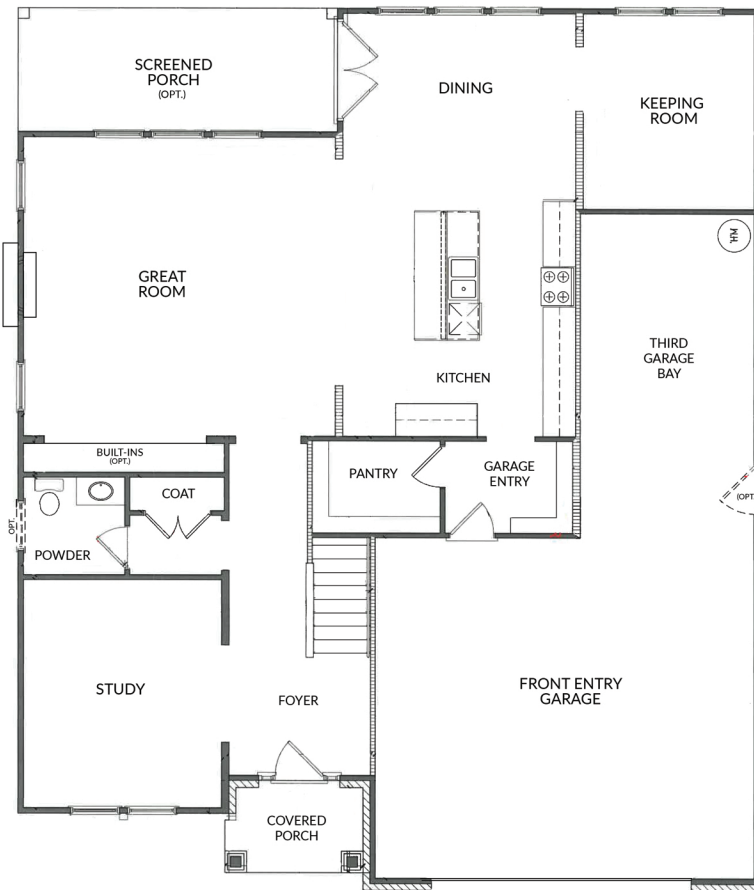 SCREENED
PORCH
(OPT.)
DINING
KEEPING
ROOM
W.H.
GREAT
ROOM
THIRD
GARAGE
BAY
KITCHEN
BUILT-INS
(OPT.)
PANTRY
GARAGE
ENTRY
COAT
(OPT
OPT.
POWDER
STUDY
FOYER
FRONT ENTRY
GARAGE
COVERED
PORCH